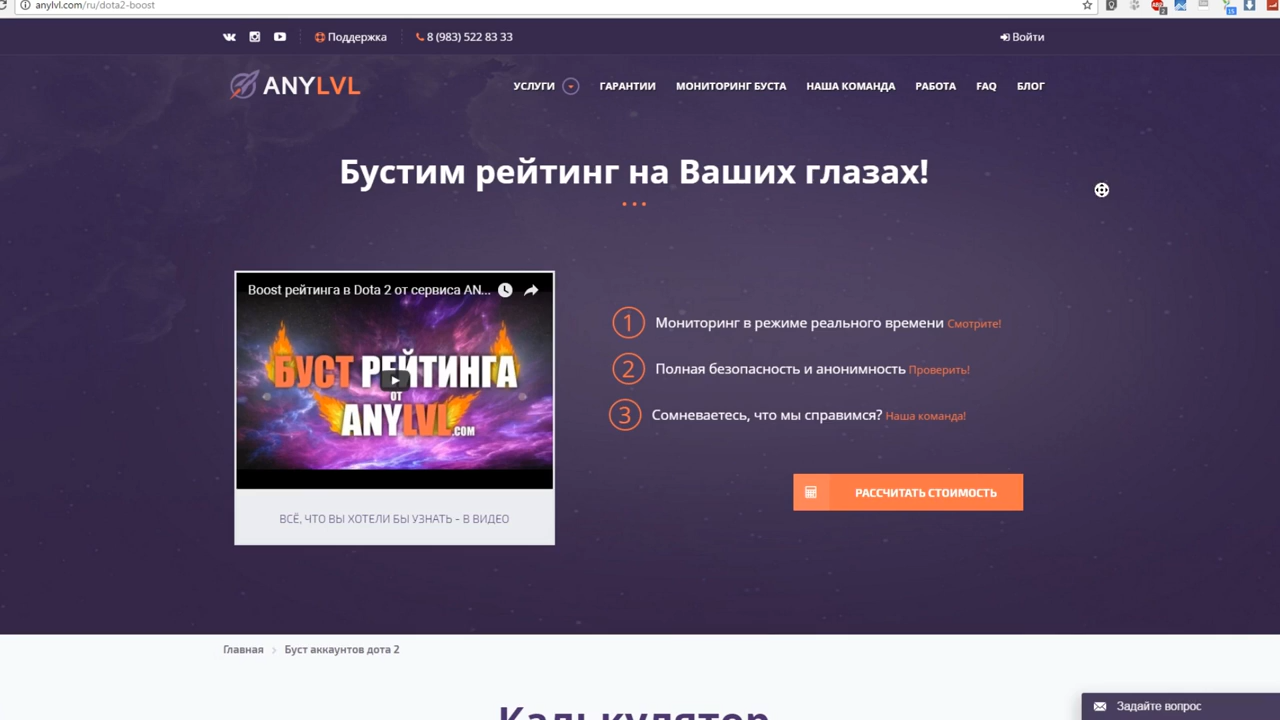 anylvl.com/ru/dota2-boost
Поддержка
8 (983) 522 83 33
Войти
ANYLVL
УСЛУГИ
ГАРАНТИИ
МОНИТОРИНГ БУСТА
НАША КОМАНДА
РАБОТА
FAQ
БЛОГ
Бустим рейтинг на Ваших глазах!
Boost рейтинга в Dota 2 от сервиса AN...
БУСТ РЕЙТИНГА
ОТ
ANYLVL.COM
ВСЁ, ЧТО ВЫ ХОТЕЛИ БЫ УЗНАТЬ - В ВИДЕО
1 Мониторинг в режиме реального времени Смотрите!
2 Полная безопасность и анонимность Проверить!
3 Сомневаетесь, что мы справимся? Наша команда!
РАССЧИТАТЬ СТОИМОСТЬ
Главная > Буст аккаунтов дота 2
Калькулятор
Задайте вопрос